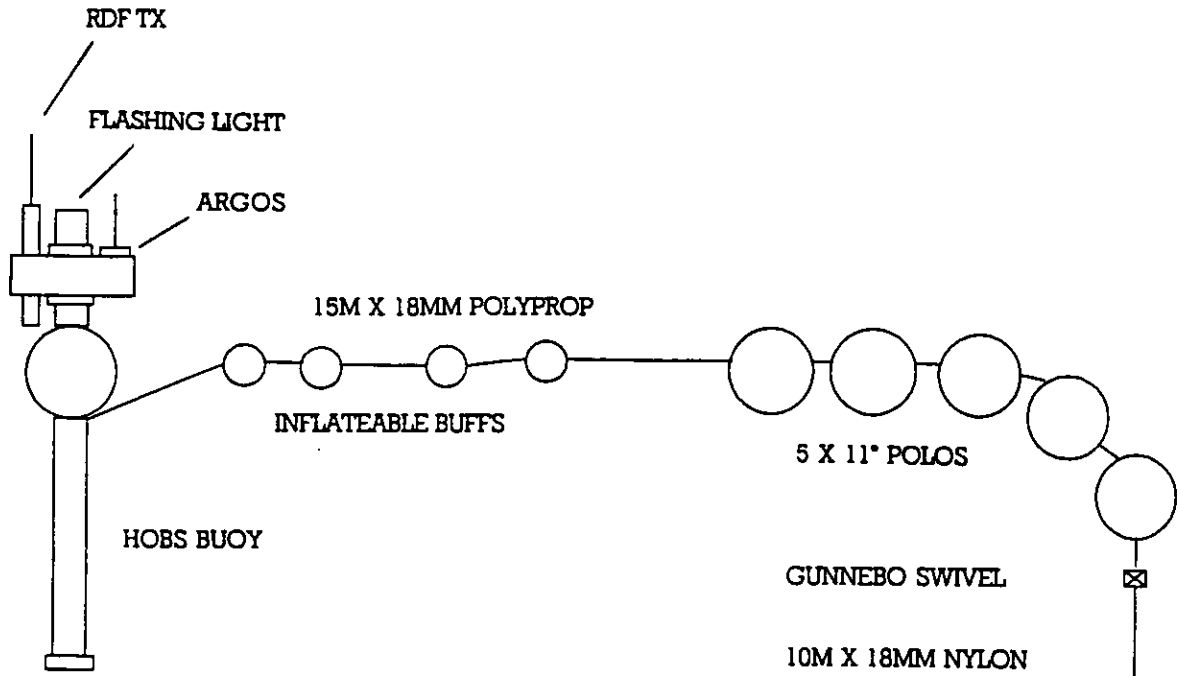 RDF TX
FLASHING LIGHT
ARGOS
15M X 18MM POLYPROP
INFLATEABLE BUFFS
5 X 11" POLOS
HOBS BUOY
GUNNEBO SWIVEL
10M X 18MM NYLON